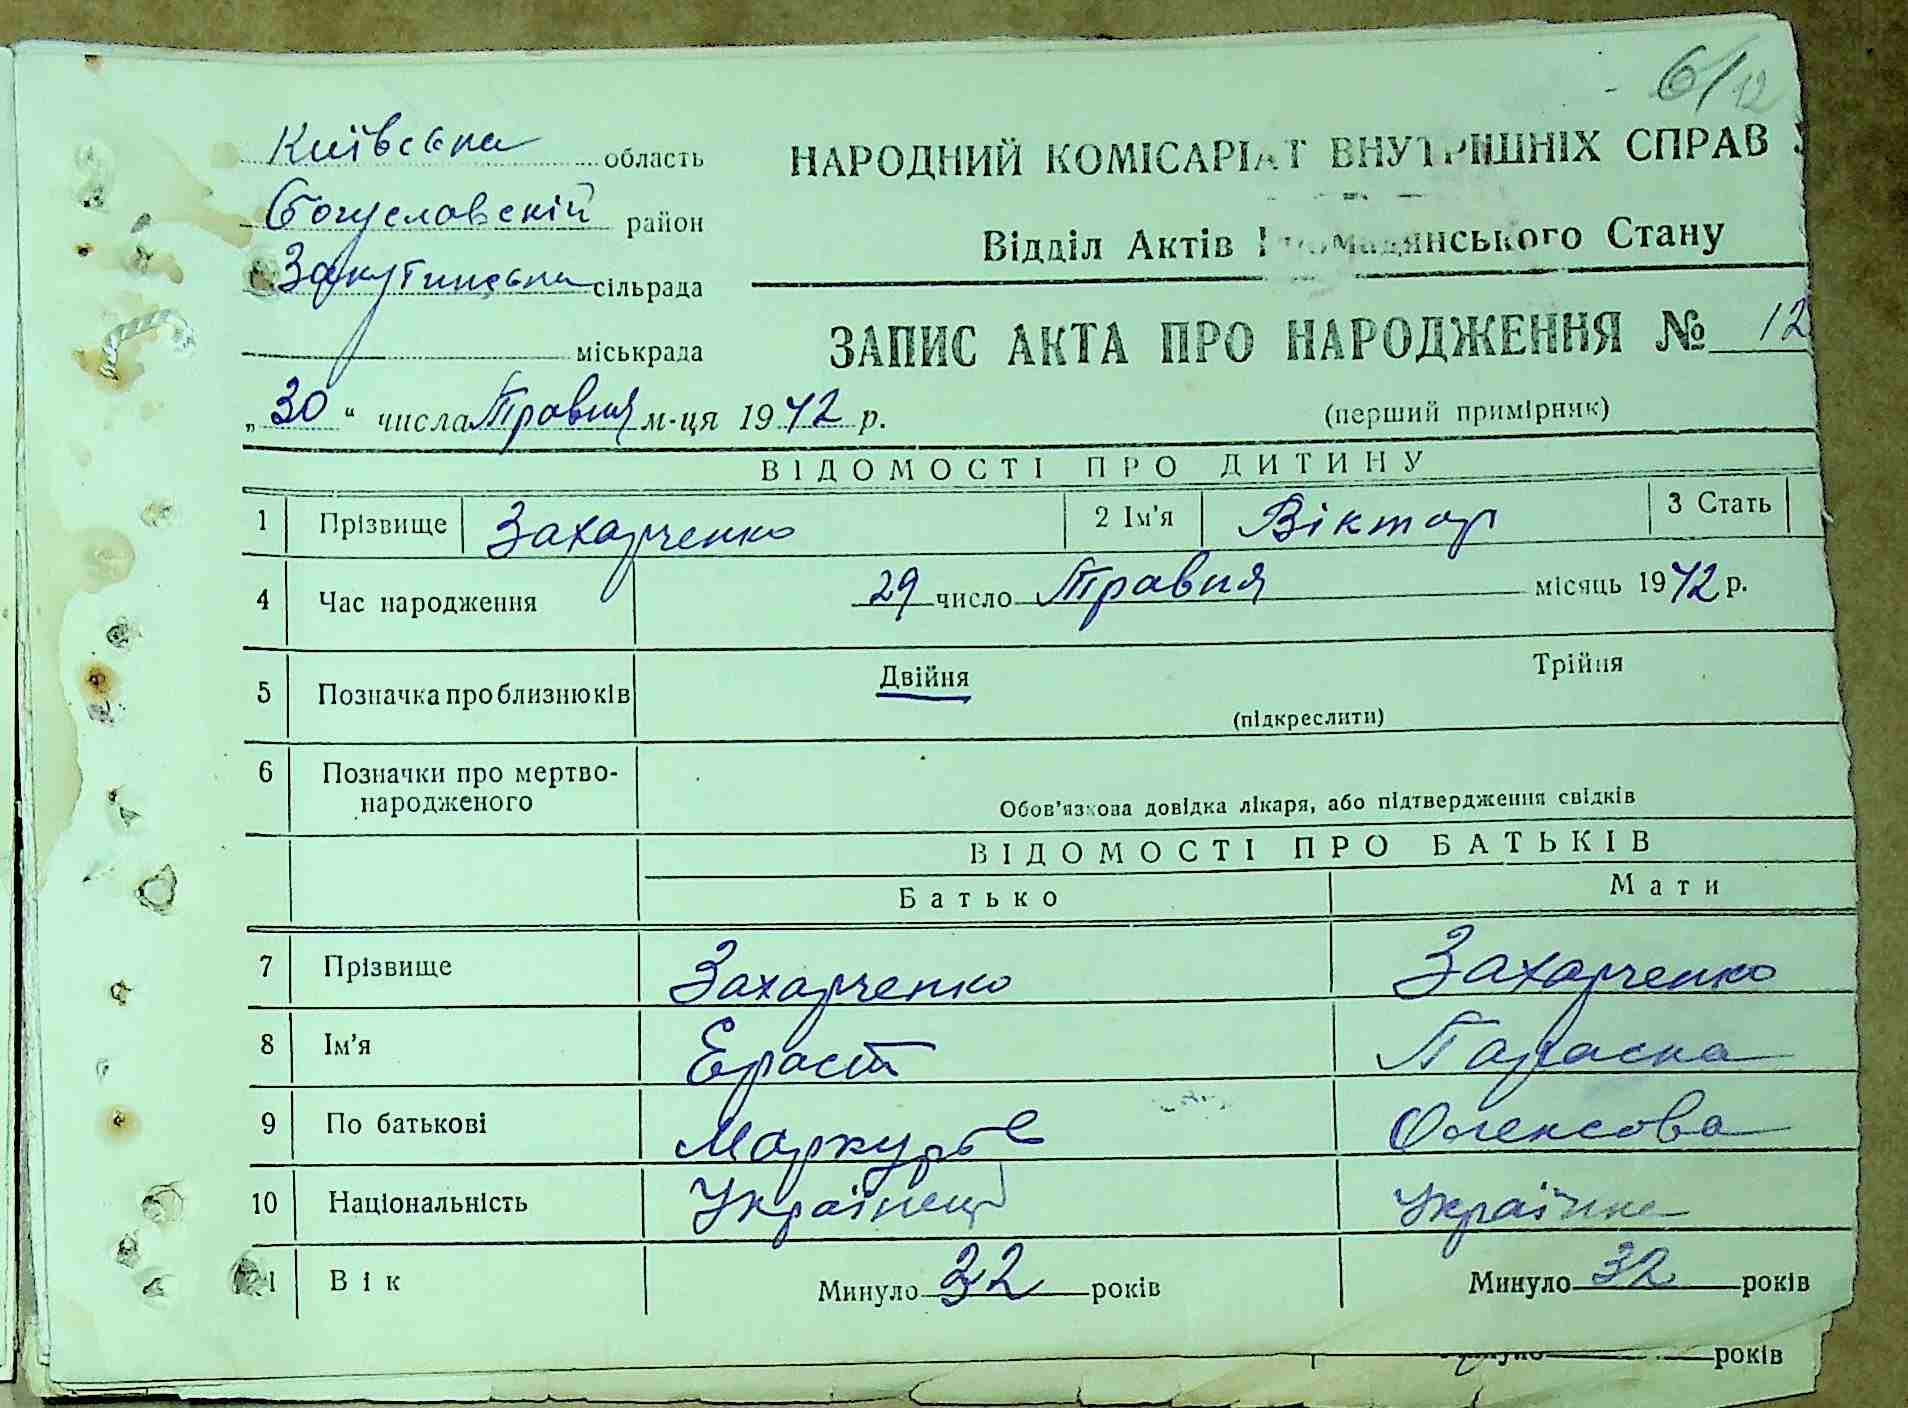 6/12
Київська область
НАРОДНИЙ КОМІСАРІАТ ВНУТРІШНІХ СПРАВ
Богуславский район
Відділ Актів Громадянського Стану
Закутинська сільрада
міськрада
ЗАПИС АКТА ПРО НАРОДЖЕННЯ № 12
„30“ числа Травня м-ця 1942 р.
(перший примірник)
ВІДОМОСТІ ПРО ДИТИНУ
1 Прізвище Захарченко 2 Ім'я Віктор 3 Стать
4 Час народження 29 число Травня місяць 1942 р.
5 Позначка про близнюків Двійня Трійня
(підкреслити)
6 Позначки про мертво-
народженого
Обов'язкова довідка лікаря, або підтвердження свідків
ВІДОМОСТІ ПРО БАТЬКІВ
Батько Мати
7 Прізвище Захарченко Захарченко
8 Ім'я Ераст Параска
9 По батькові Олексова
10 Національність Українець Українка
11 Вік Минуло 32 років Минуло 32 років
Минуло років